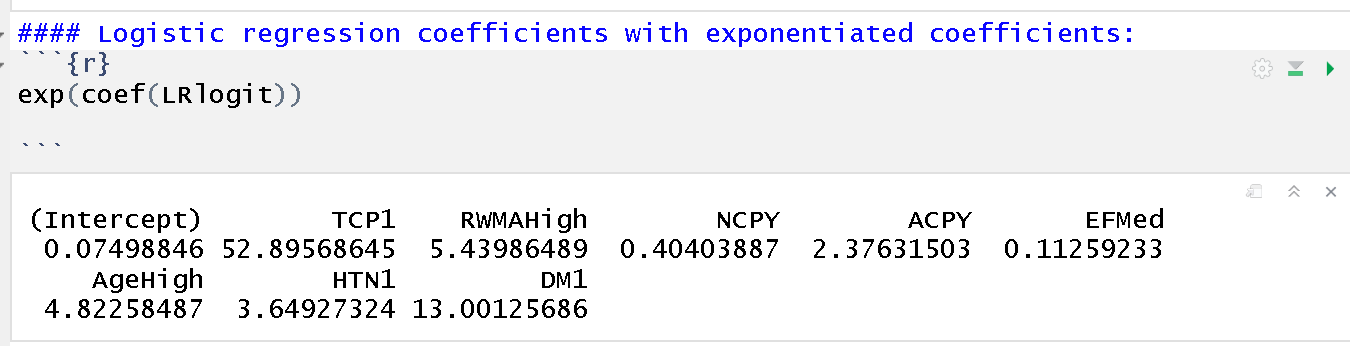 #### Logistic regression coefficients with exponentiated coefficients:
```{r}
exp(coef(LRlogit))
```
(Intercept) TCP1 RWMAHigh NCPY ACPY EFMed
0.07498846 52.89568645 5.43986489 0.40403887 2.37631503 0.11259233
AgeHigh HTN1 DM1
4.82258487 3.64927324 13.00125686